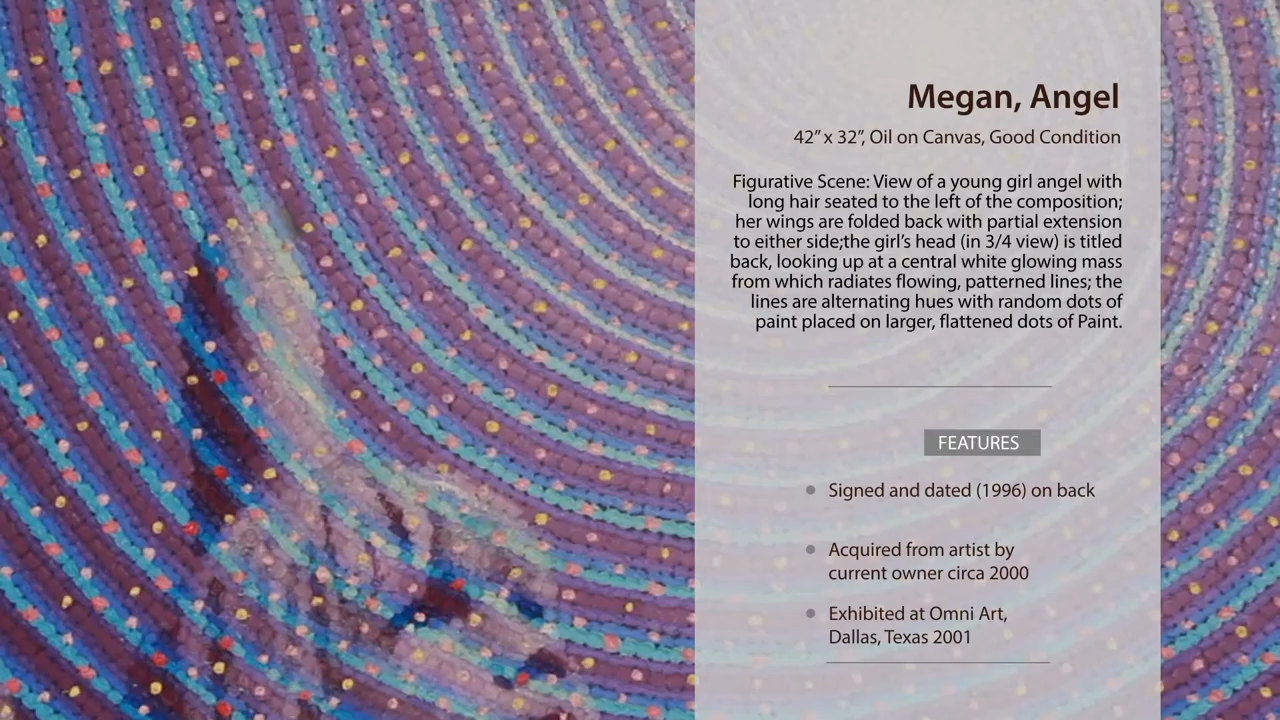 Megan, Angel
42” x 32”, Oil on Canvas, Good Condition
Figurative Scene: View of a young girl angel with
long hair seated to the left of the composition;
her wings are folded back with partial extension
to either side;the girl’s head (in 3/4 view) is titled
back, looking up at a central white glowing mass
from which radiates flowing, patterned lines; the
lines are alternating hues with random dots of
paint placed on larger, flattened dots of Paint.
FEATURES
Signed and dated (1996) on back
Acquired from artist by
current owner circa 2000
Exhibited at Omni Art,
Dallas, Texas 2001